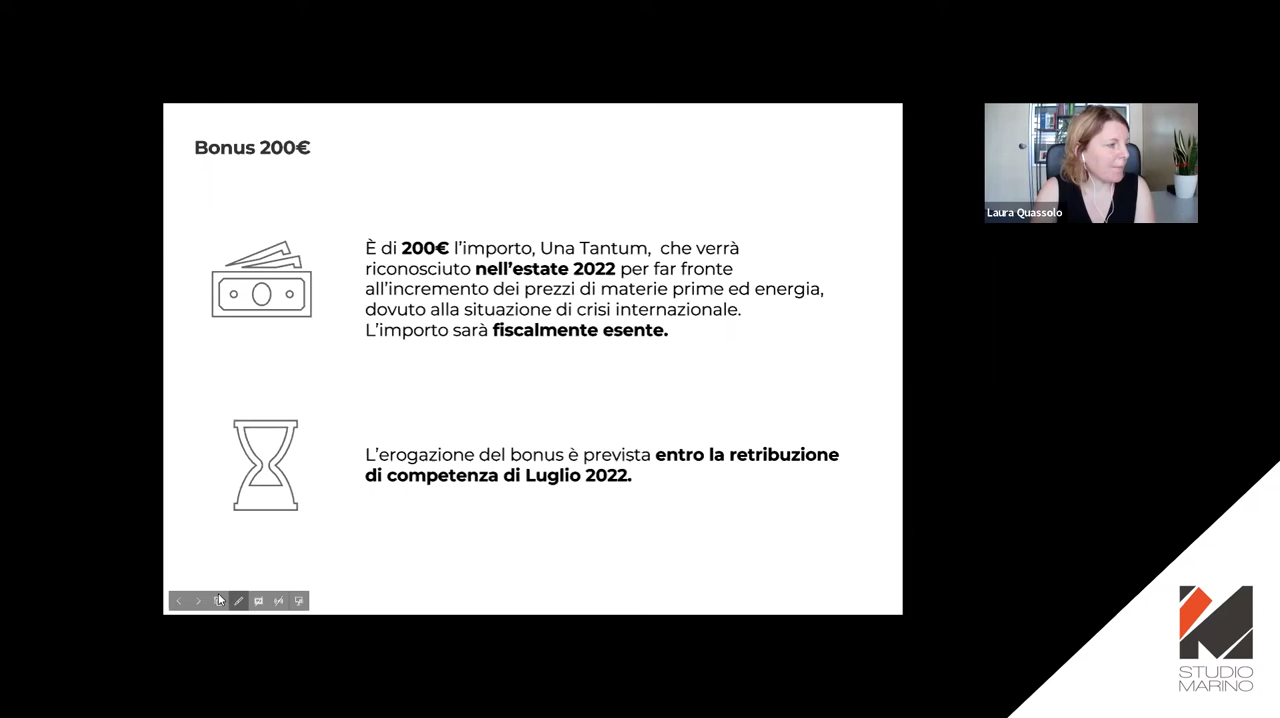 Bonus 200€
È di 200€ l’importo, Una Tantum, che verrà
riconosciuto nell’estate 2022 per far fronte
all’incremento dei prezzi di materie prime ed energia,
dovuto alla situazione di crisi internazionale.
L’importo sarà fiscalmente esente.
L’erogazione del bonus è prevista entro la retribuzione
di competenza di Luglio 2022.
Laura Quassolo
STUDIO
MARINO